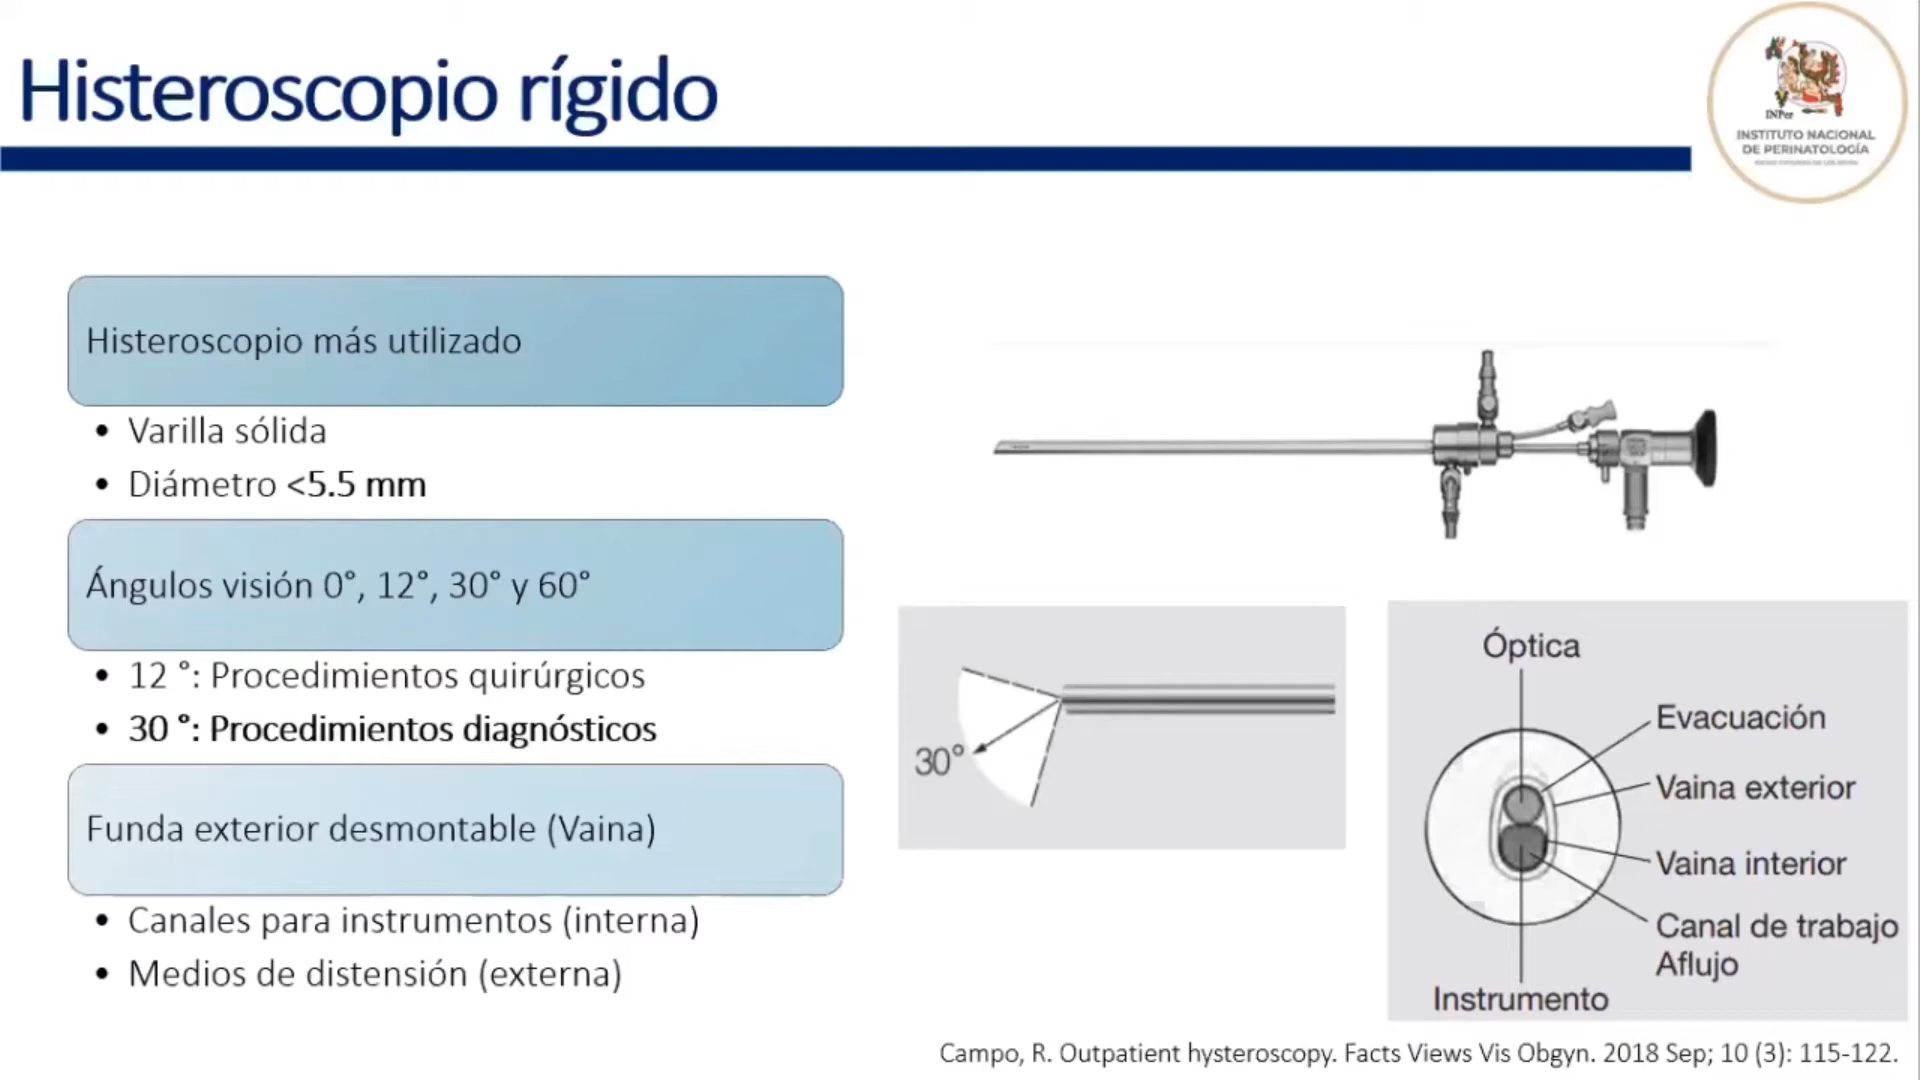 Histeroscopio rígido
INPer
INSTITUTO NACIONAL
DE PERINATOLOGÍA
Histeroscopio más utilizado
• Varilla sólida
• Diámetro <5.5 mm
Ángulos visión 0°, 12°, 30° y 60°
• 12 °: Procedimientos quirúrgicos
• 30 °: Procedimientos diagnósticos
Funda exterior desmontable (Vaina)
• Canales para instrumentos (interna)
• Medios de distensión (externa)
30°
Óptica
Evacuación
Vaina exterior
Vaina interior
Canal de trabajo
Aflujo
Instrumento
Campo, R. Outpatient hysteroscopy. Facts Views Vis Obgyn. 2018 Sep; 10 (3): 115-122.